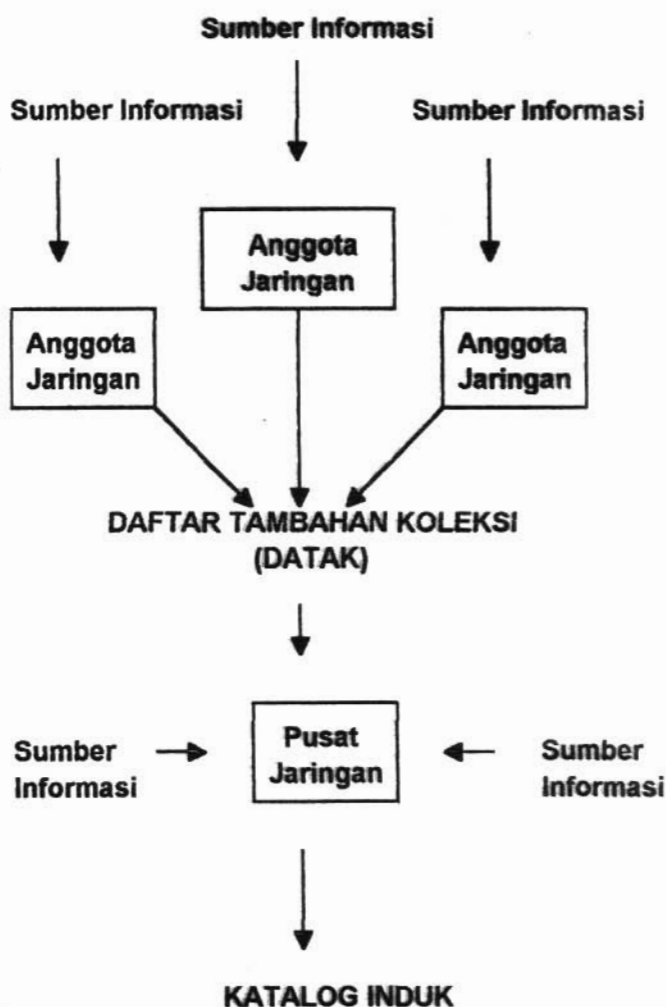 Sumber Informasi
Sumber Informasi
Sumber Informasi
Anggota
Jaringan
Anggota
Jaringan
Anggota
Jaringan
DAFTAR TAMBAHAN KOLEKSI
(DATAK)
Sumber
Informasi
Pusat
Jaringan
Sumber
Informasi
KATALOG INDUK